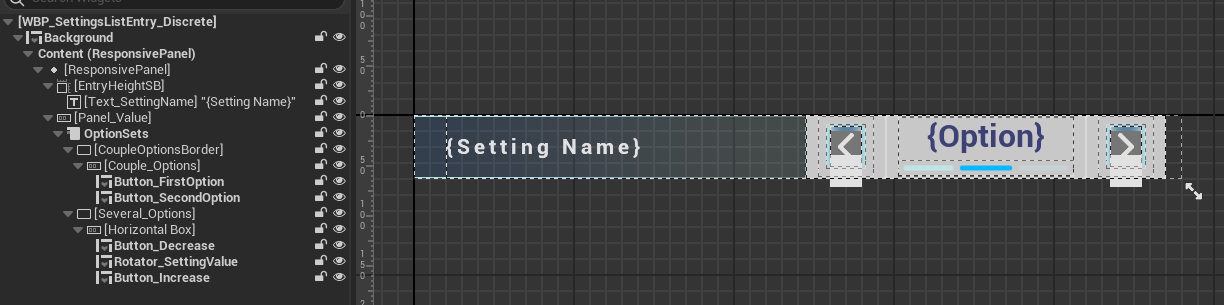 Search Widgets
[WBP_SettingsListEntry_Discrete]
Background
Content (ResponsivePanel)
[ResponsivePanel]
[EntryHeightSB]
[Text_SettingName] "{Setting Name}"
[Panel_Value]
OptionSets
[CoupleOptionsBorder]
[Couple_Options]
Button_FirstOption
Button_SecondOption
[Several_Options]
[Horizontal Box]
Button_Decrease
Rotator_SettingValue
Button_Increase
{Setting Name}
{Option}